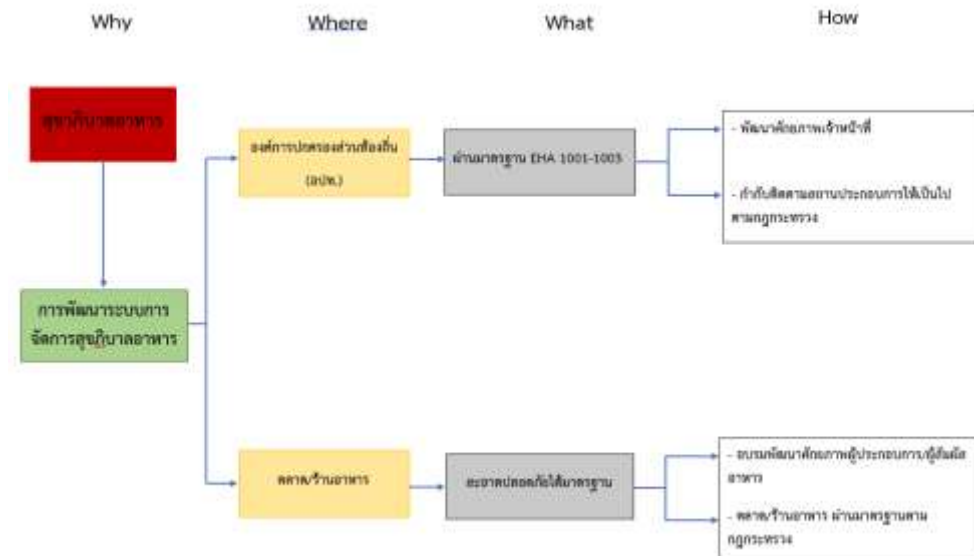 Why
Where
What
How
สุขาภิบาลอาหาร
การพัฒนาระบบการ
จัดการสุขภิบาลอาหาร
องค์การปกครองส่วนท้องถิ่น
(อปท.)
ผ่านมาตรฐาน EHA 1001-1003
- พัฒนาศักยภาพเจ้าหน้าที่
- กำกับติดตามสถานประกอบการให้เป็นไป
ตามกฎกระทรวง
ตลาด/ร้านอาหาร
สะอาดปลอดภัยได้มาตรฐาน
- อบรมพัฒนาศักยภาพผู้ประกอบการ/ผู้สัมผัส
อาหาร
- ตลาด/ร้านอาหาร ผ่านมาตรฐานตาม
กฎกระทรวง